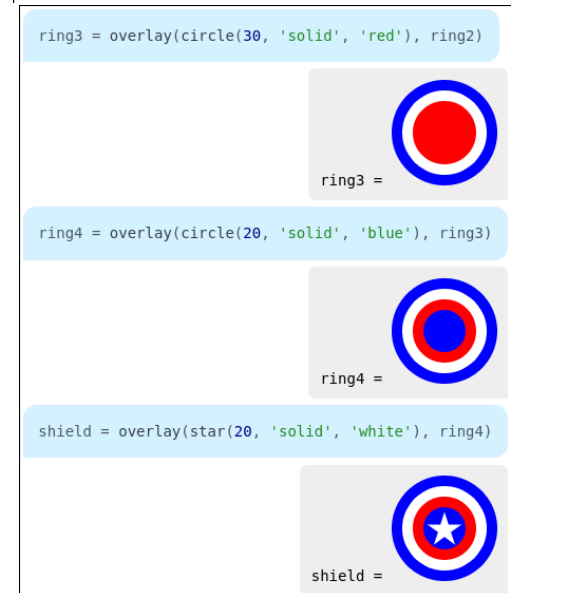 ring3 = overlay(circle(30, 'solid', 'red'), ring2)
ring3 =
ring4 = overlay(circle(20, 'solid', 'blue'), ring3)
ring4 =
shield = overlay(star(20, 'solid', 'white'), ring4)
shield =